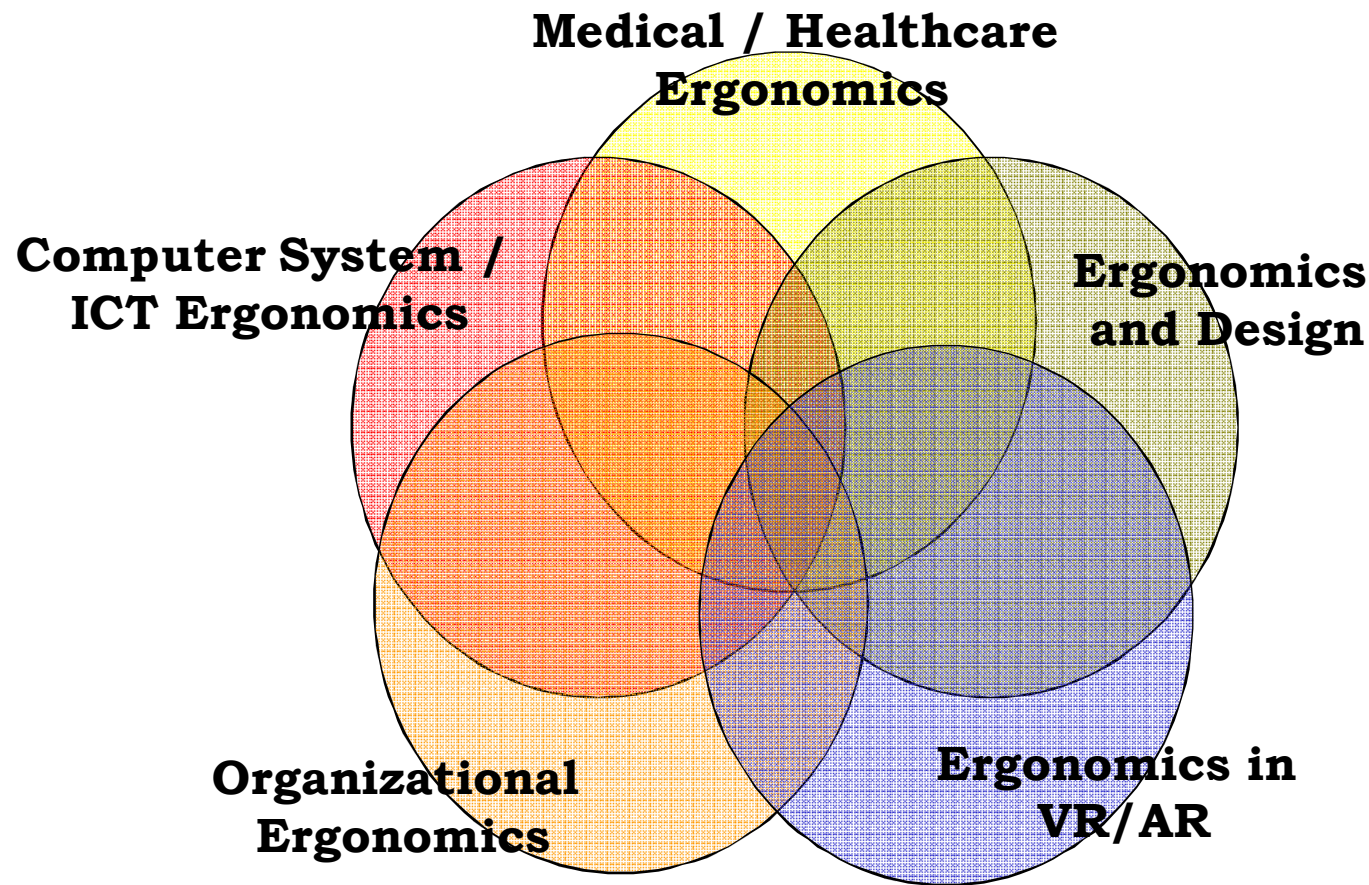 Medical / Healthcare
Ergonomics
Computer System /
ICT Ergonomics
Ergonomics
and Design
Organizational
Ergonomics
Ergonomics in
VR/AR